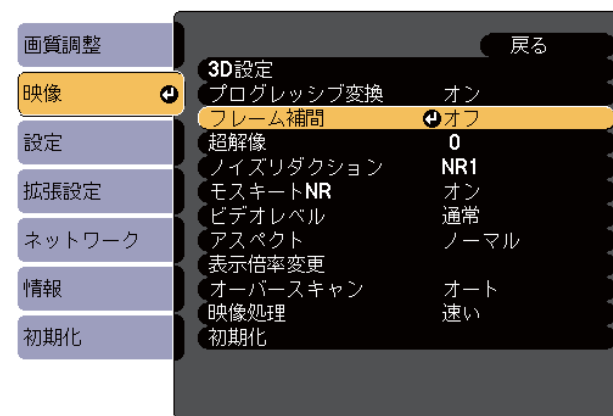 画質調整
映像
設定
拡張設定
ネットワーク
情報
初期化
戻る
3D設定
プログレッシブ変換 オン
フレーム補間 オフ
超解像 0
ノイズリダクション NR1
モスキートNR オン
ビデオレベル 通常
アスペクト ノーマル
表示倍率変更
オーバースキャン オート
映像処理 速い
初期化